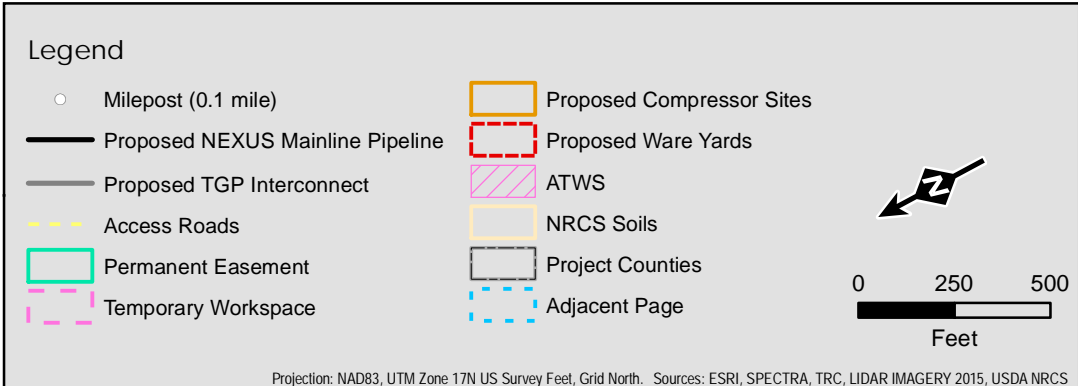 Legend
Milepost (0.1 mile)
Proposed NEXUS Mainline Pipeline
Proposed TGP Interconnect
Access Roads
Permanent Easement
Temporary Workspace
Proposed Compressor Sites
Proposed Ware Yards
ATWS
NRCS Soils
Project Counties
Adjacent Page
N
0 250 500
Feet
Projection: NAD83, UTM Zone 17N US Survey Feet, Grid North. Sources: ESRI, SPECTRA, TRC, LIDAR IMAGERY 2015, USDA NRCS